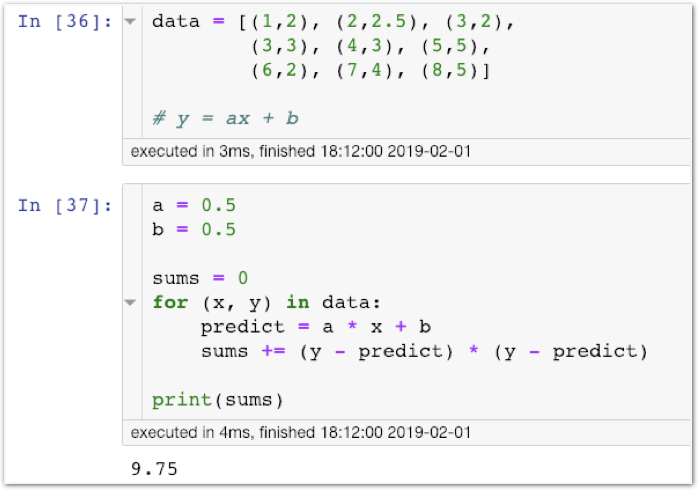 In [36]: data = [(1,2), (2,2.5), (3,2),
(3,3), (4,3), (5,5),
(6,2), (7,4), (8,5)]
# y = ax + b
executed in 3ms, finished 18:12:00 2019-02-01
In [37]: a = 0.5
b = 0.5
sums = 0
for (x, y) in data:
predict = a * x + b
sums += (y - predict) * (y - predict)
print(sums)
executed in 4ms, finished 18:12:00 2019-02-01
9.75